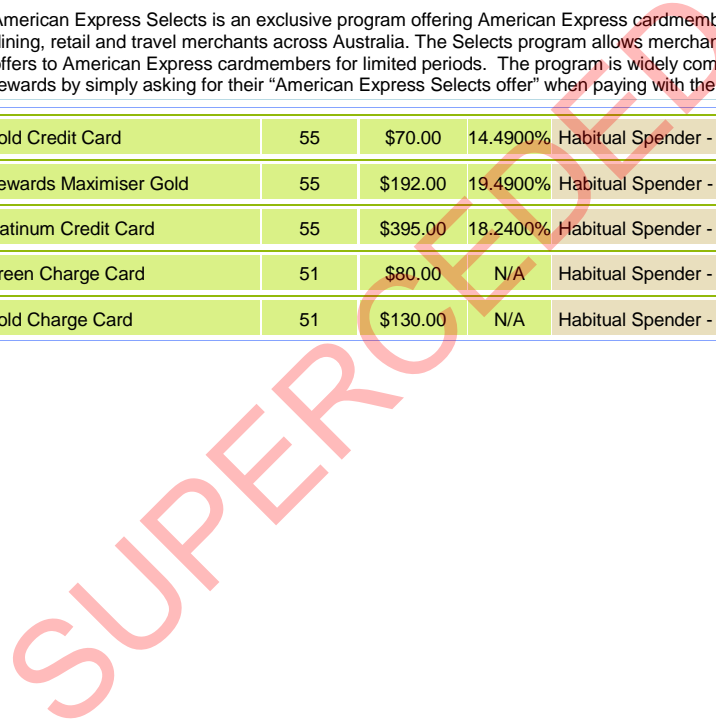 American Express Selects is an exclusive program offering American Express cardmemb
dining, retail and travel merchants across Australia. The Selects program allows merchan
offers to American Express cardmembers for limited periods. The program is widely com
rewards by simply asking for their “American Express Selects offer” when paying with the
old Credit Card 55 $70.00 14.4900% Habitual Spender -
ewards Maximiser Gold 55 $192.00 19.4900% Habitual Spender -
atinum Credit Card 55 $395.00 18.2400% Habitual Spender -
reen Charge Card 51 $80.00 N/A Habitual Spender -
old Charge Card 51 $130.00 N/A Habitual Spender -
SUPERCEDED